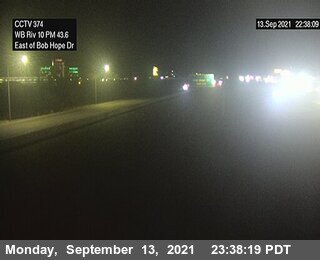 CCTV 374
WB Riv 10 PM 43.6
East of Bob Hope Dr
13.Sep 2021 22:38:09
Monday, September 13, 2021 23:38:19 PDT